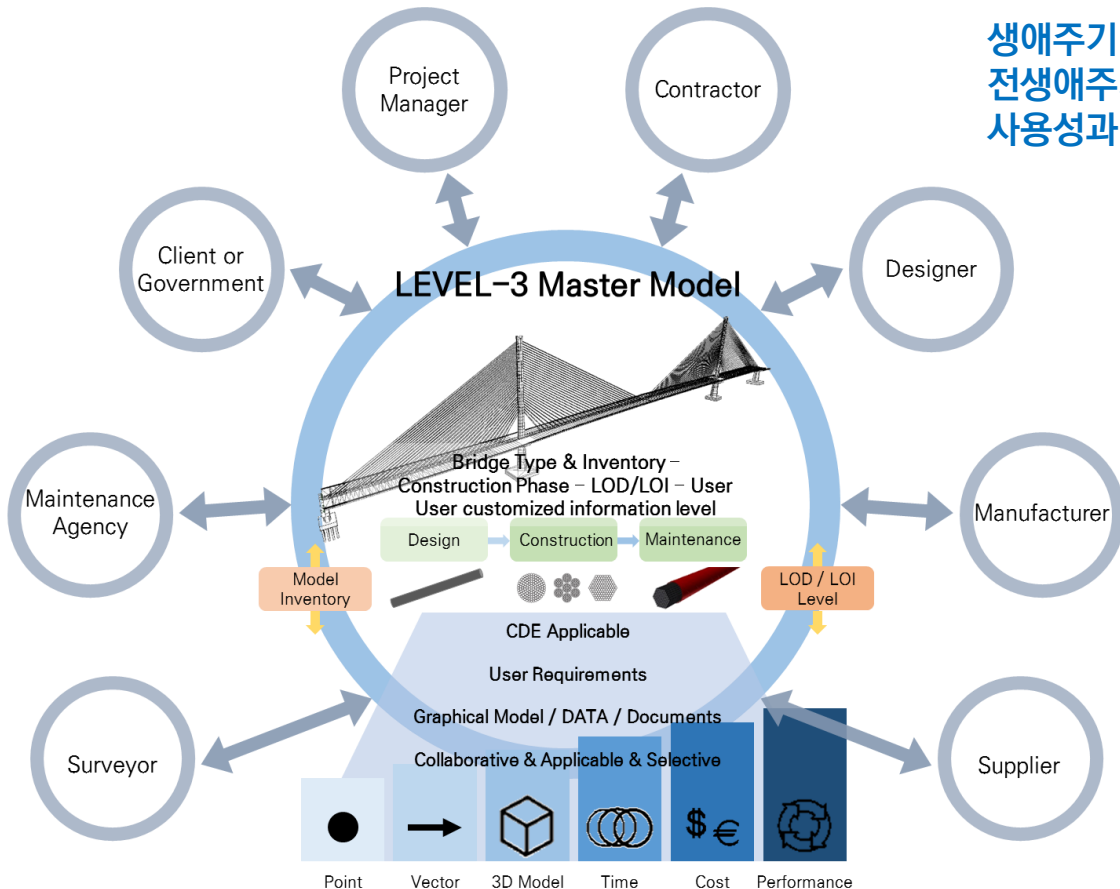 생애주기
전생애주
사용성과
Project
Manager
Contractor
Client or
Government
Designer
LEVEL-3 Master Model
Bridge Type & Inventory –
Construction Phase – LOD/LOI – User
User customized information level
Maintenance
Agency
Manufacturer
Design
Construction
Maintenance
Model
Inventory
LOD / LOI
Level
CDE Applicable
User Requirements
Graphical Model / DATA / Documents
Collaborative & Applicable & Selective
Surveyor
Supplier
$ €
Point
Vector
3D Model
Time
Cost
Performance